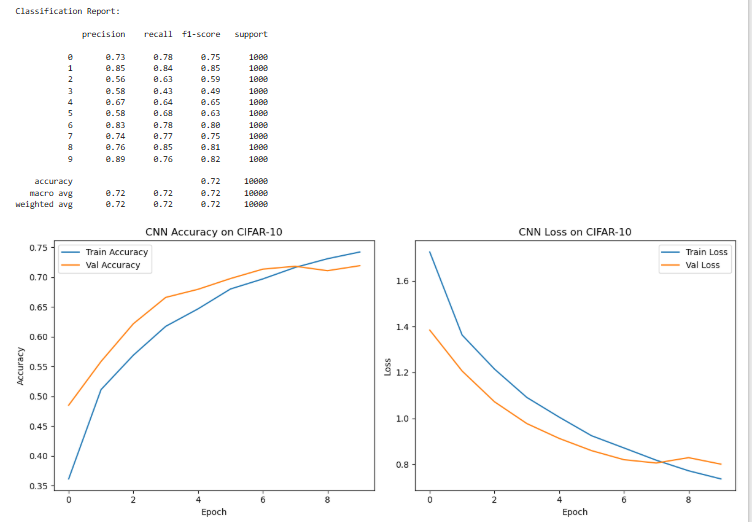 Classification Report:
precision recall f1-score support
0 0.73 0.78 0.75 1000
1 0.85 0.84 0.85 1000
2 0.56 0.63 0.59 1000
3 0.58 0.43 0.49 1000
4 0.67 0.64 0.65 1000
5 0.58 0.68 0.63 1000
6 0.83 0.78 0.80 1000
7 0.74 0.77 0.75 1000
8 0.76 0.85 0.81 1000
9 0.89 0.76 0.82 1000
accuracy 0.72 10000
macro avg 0.72 0.72 0.72 10000
weighted avg 0.72 0.72 0.72 10000
CNN Accuracy on CIFAR-10
Train Accuracy
Val Accuracy
0.75
0.70
0.65
0.60
0.55
0.50
0.45
0.40
0.35
Accuracy
0 2 4 6 8
Epoch
CNN Loss on CIFAR-10
Train Loss
Val Loss
1.6
1.4
1.2
1.0
0.8
Loss
0 2 4 6 8
Epoch